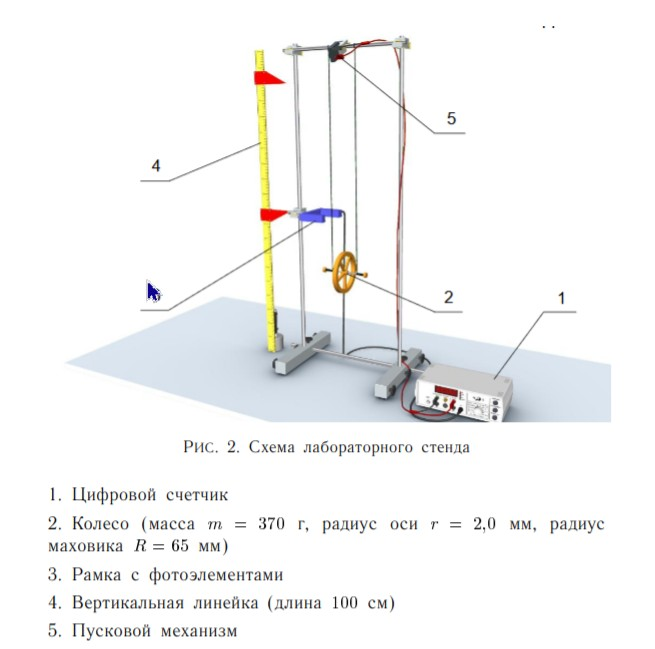 5
4
2
1
Рис. 2. Схема лабораторного стенда
1. Цифровой счетчик
2. Колесо (масса m = 370 г, радиус оси r = 2,0 мм, радиус
маховика R = 65 мм)
3. Рамка с фотоэлементами
4. Вертикальная линейка (длина 100 см)
5. Пусковой механизм